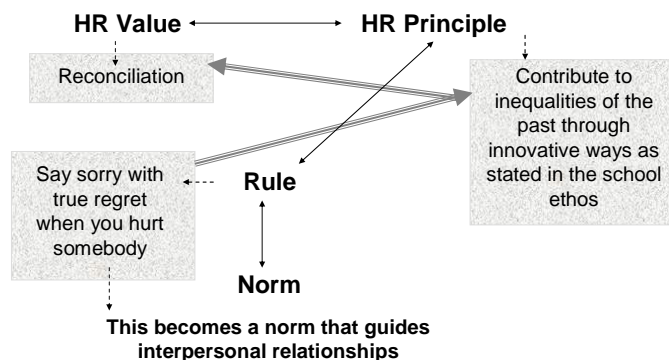 HR Value
HR Principle
Reconciliation
Contribute to
inequalities of the
past through
innovative ways as
stated in the school
ethos
Say sorry with
true regret
when you hurt
somebody
Rule
Norm
This becomes a norm that guides
interpersonal relationships